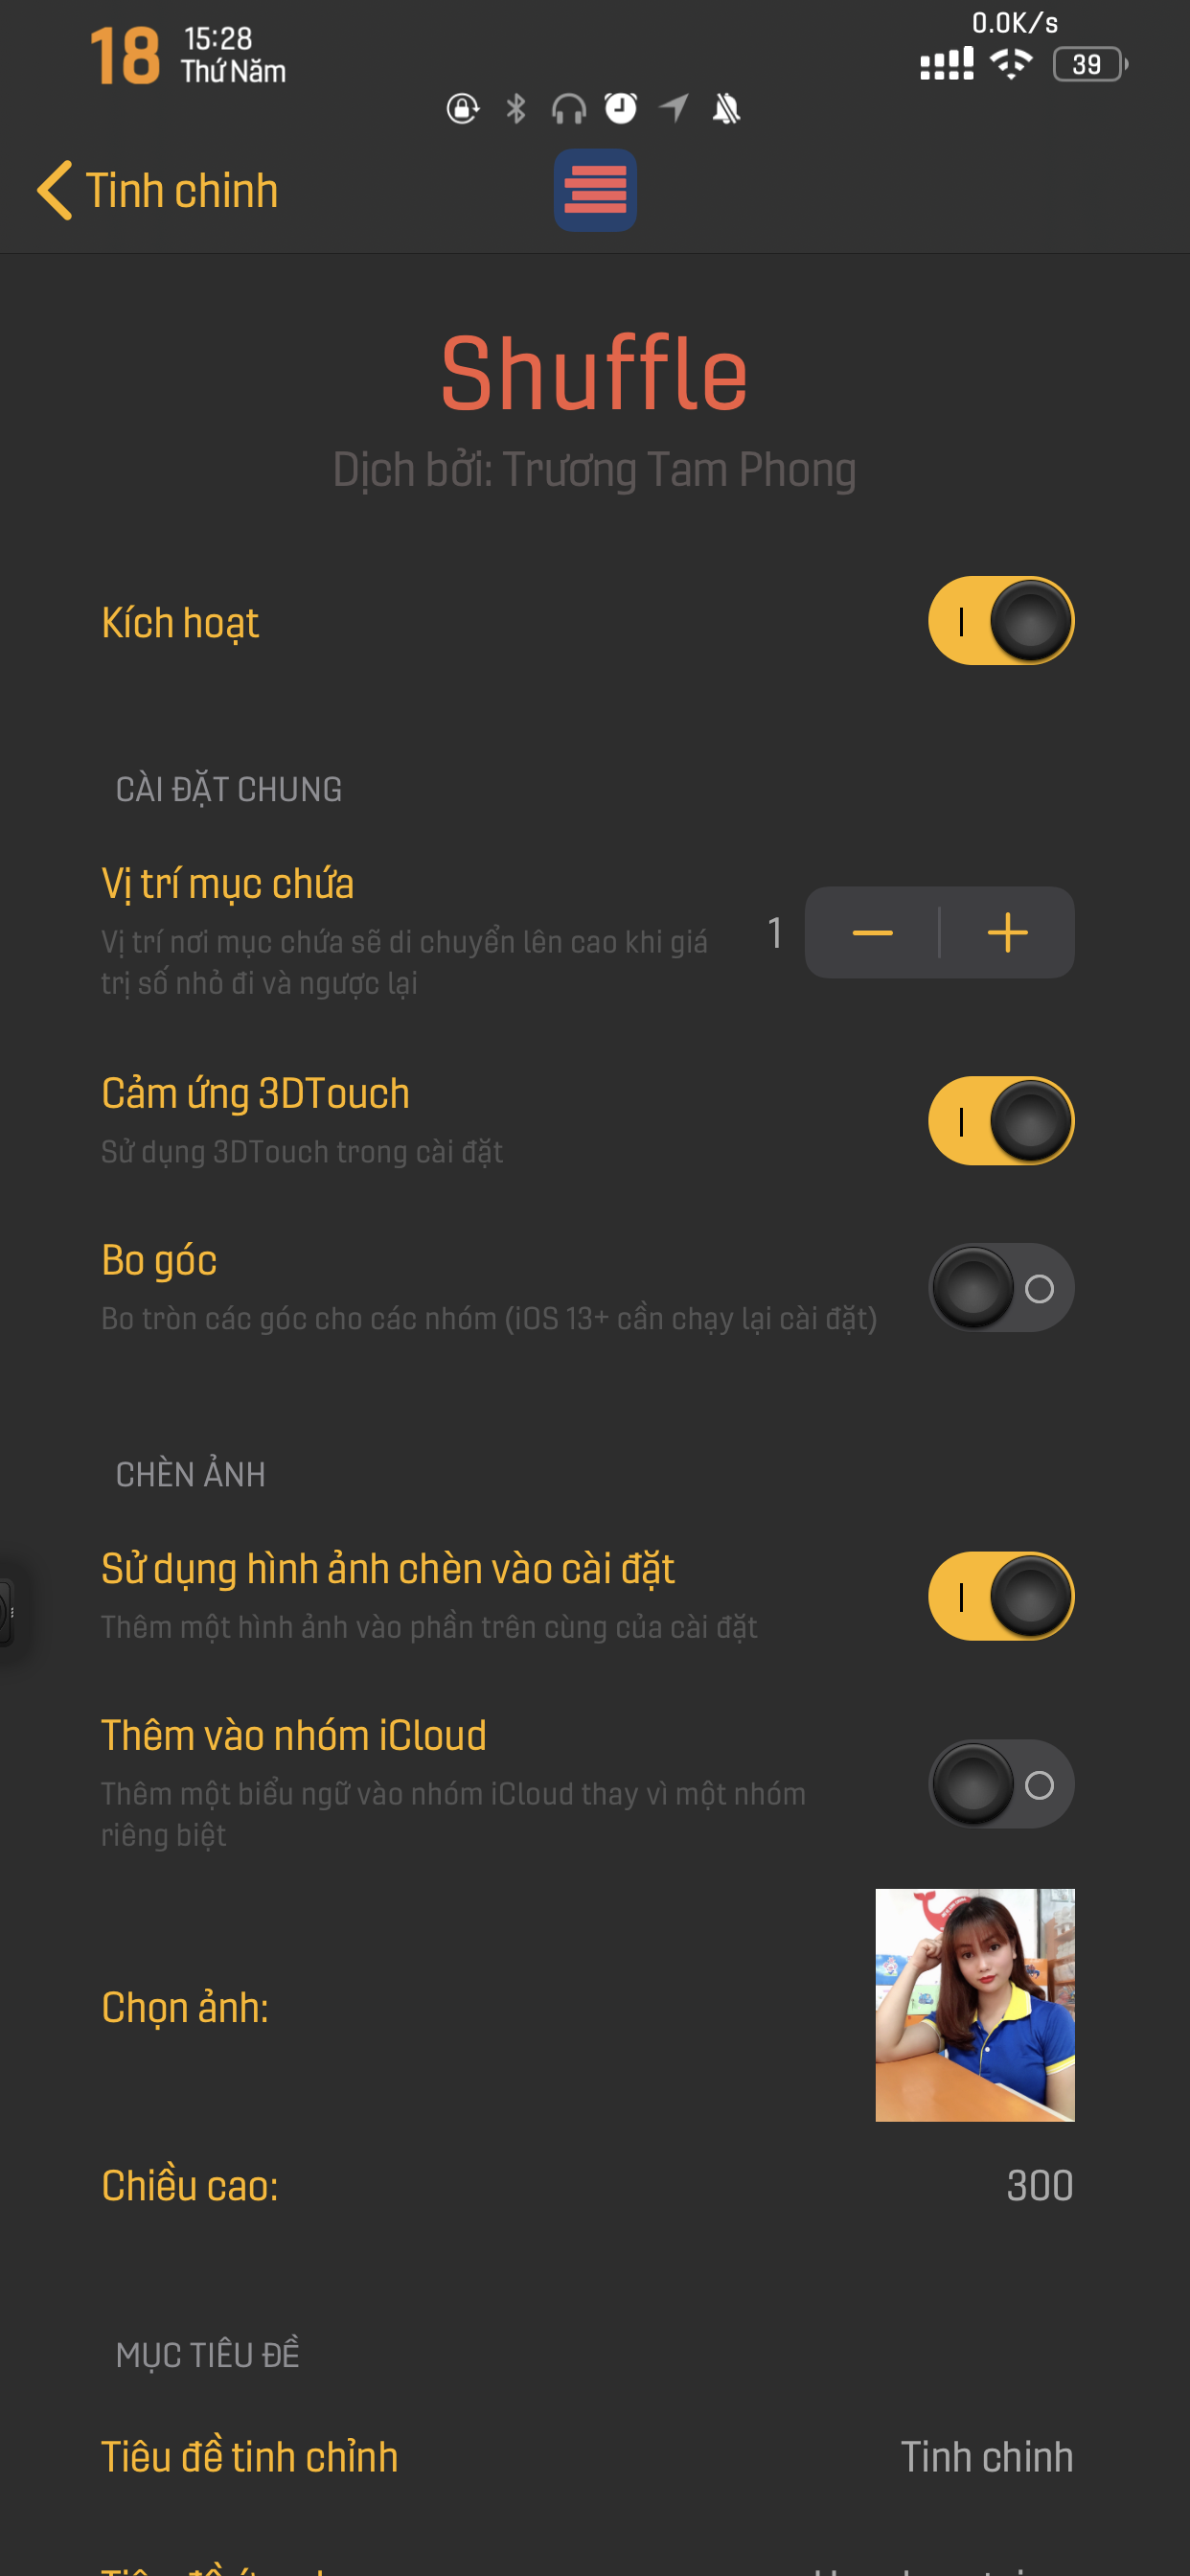 18
15:28
Thứ Năm
0.0K/s
39
Tinh chinh
Shuffle
Dịch bởi: Trương Tam Phong
Kích hoạt
CÀI ĐẶT CHUNG
Vị trí mục chứa
Vị trí nơi mục chứa sẽ di chuyển lên cao khi giá
trị số nhỏ đi và ngược lại
1
Cảm ứng 3DTouch
Sử dụng 3DTouch trong cài đặt
Bo góc
Bo tròn các góc cho các nhóm (iOS 13+ cần chạy lại cài đặt)
CHÈN ẢNH
Sử dụng hình ảnh chèn vào cài đặt
Thêm một hình ảnh vào phần trên cùng của cài đặt
Thêm vào nhóm iCloud
Thêm một biểu ngữ vào nhóm iCloud thay vì một nhóm
riêng biệt
Chọn ảnh:
Chiều cao:
300
MỤC TIÊU ĐỀ
Tiêu đề tinh chỉnh
Tinh chinh